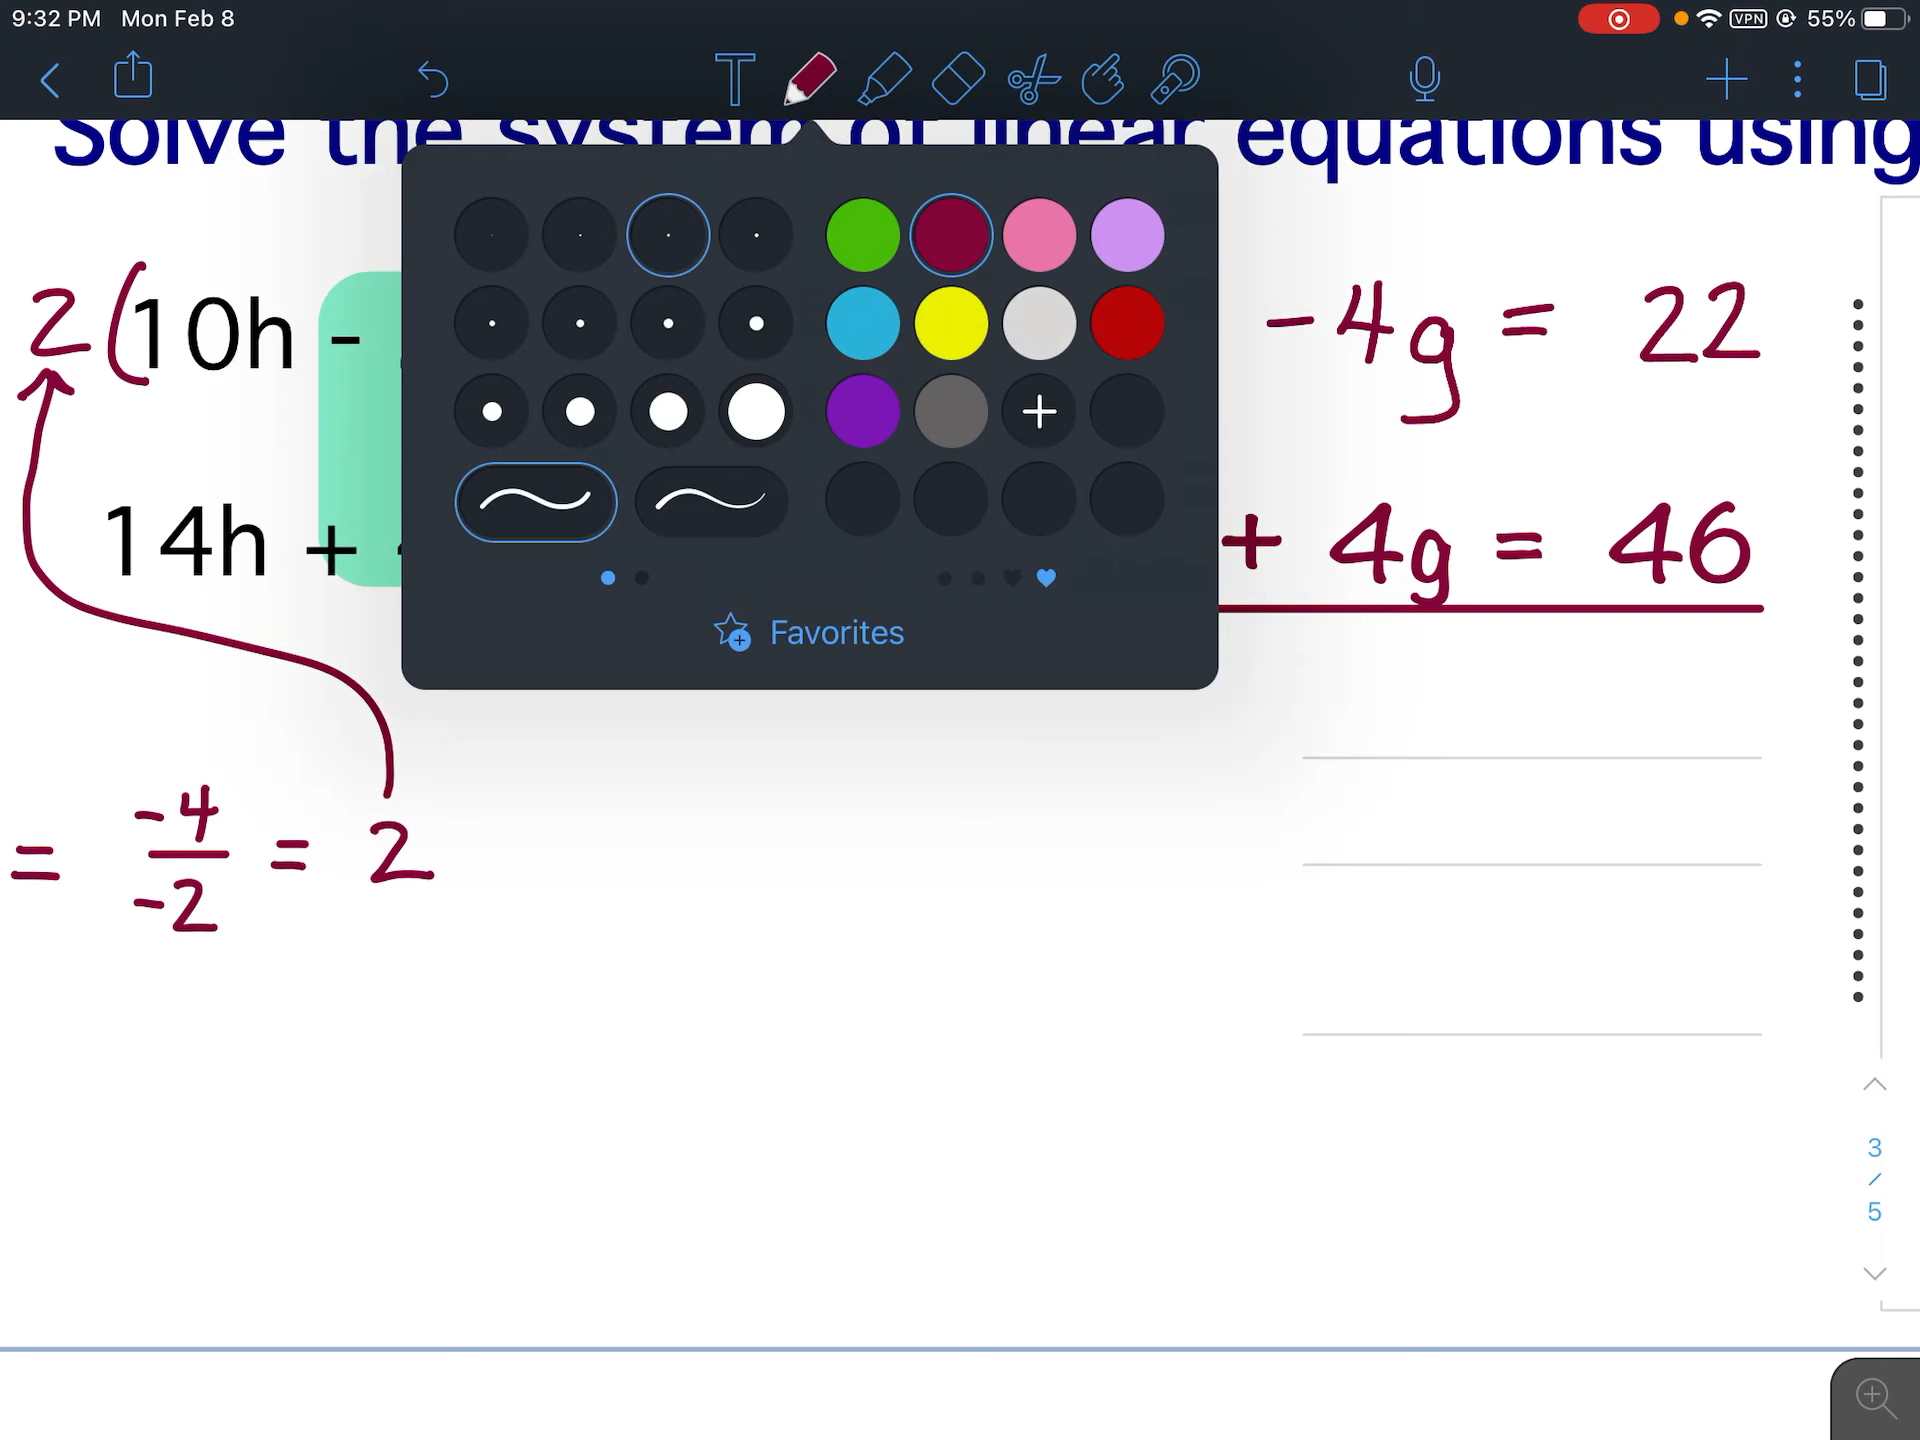 9:32 PM Mon Feb 8
VPN 55%
T
Solve the system of linear equations using
2 (10h -
-4g = 22
14h +
+ 4g = 46
Favorites
= -4/-2 = 2
3
/
5